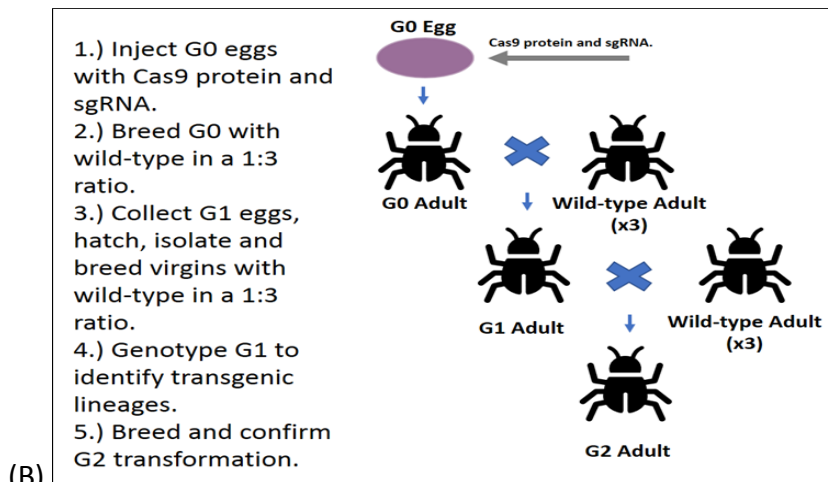 1.) Inject G0 eggs
with Cas9 protein and
sgRNA.
2.) Breed G0 with
wild-type in a 1:3
ratio.
3.) Collect G1 eggs,
hatch, isolate and
breed virgins with
wild-type in a 1:3
ratio.
4.) Genotype G1 to
identify transgenic
lineages.
5.) Breed and confirm
G2 transformation.
G0 Egg
Cas9 protein and sgRNA.
G0 Adult
Wild-type Adult
(x3)
G1 Adult
Wild-type Adult
(x3)
G2 Adult
(B)